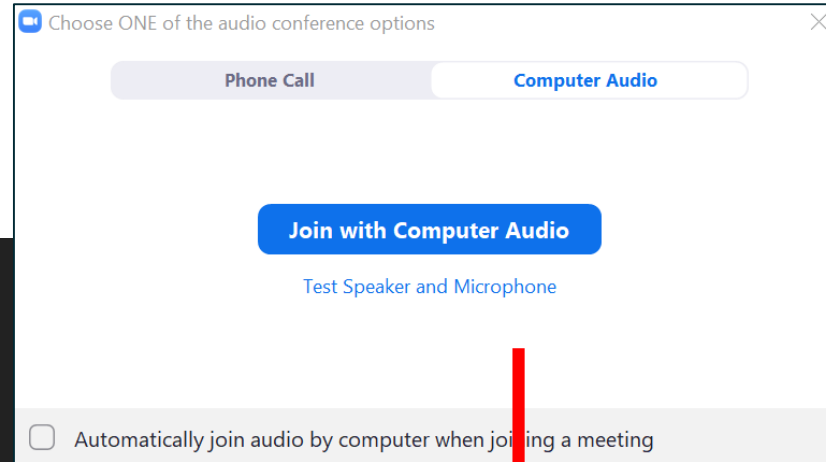 Choose ONE of the audio conference options
Phone Call Computer Audio
Join with Computer Audio
Test Speaker and Microphone
Automatically join audio by computer when joining a meeting